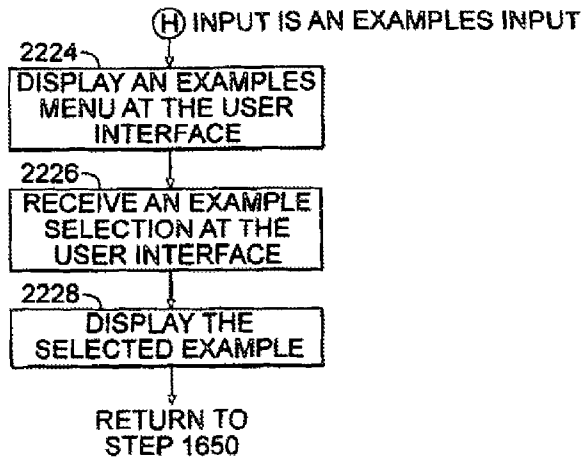 H INPUT IS AN EXAMPLES INPUT
2224
DISPLAY AN EXAMPLES
MENU AT THE USER
INTERFACE
2226
RECEIVE AN EXAMPLE
SELECTION AT THE
USER INTERFACE
2228
DISPLAY THE
SELECTED EXAMPLE
RETURN TO
STEP 1650